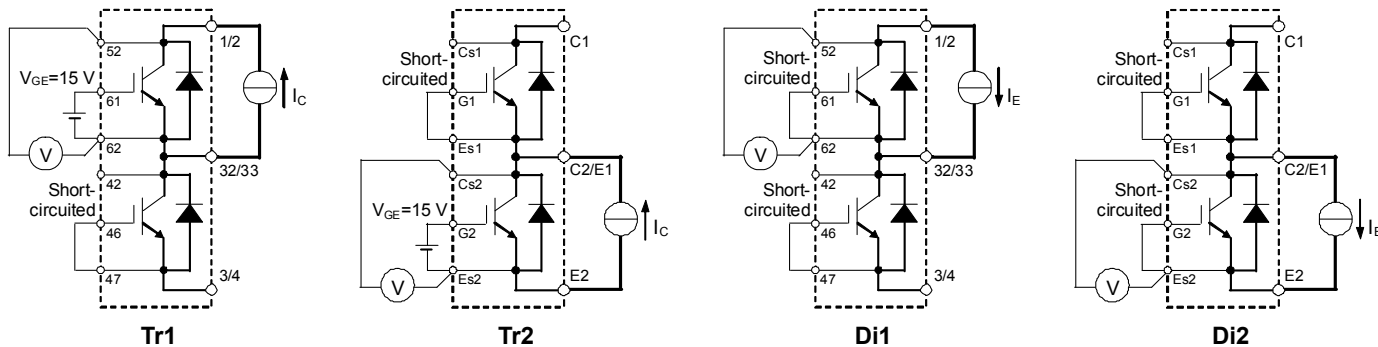 52
1/2
V_GE=15 V
61
I_C
62
V
32/33
42
Short-
circuited
46
47
3/4
Tr1
Cs1
C1
Short-
circuited
G1
Es1
C2/E1
Cs2
V_GE=15 V
G2
I_C
Es2
V
E2
Tr2
52
1/2
Short-
circuited
61
I_E
62
V
32/33
42
Short-
circuited
46
47
3/4
Di1
Cs1
C1
Short-
circuited
G1
Es1
C2/E1
Cs2
Short-
circuited
G2
I_E
Es2
V
E2
Di2